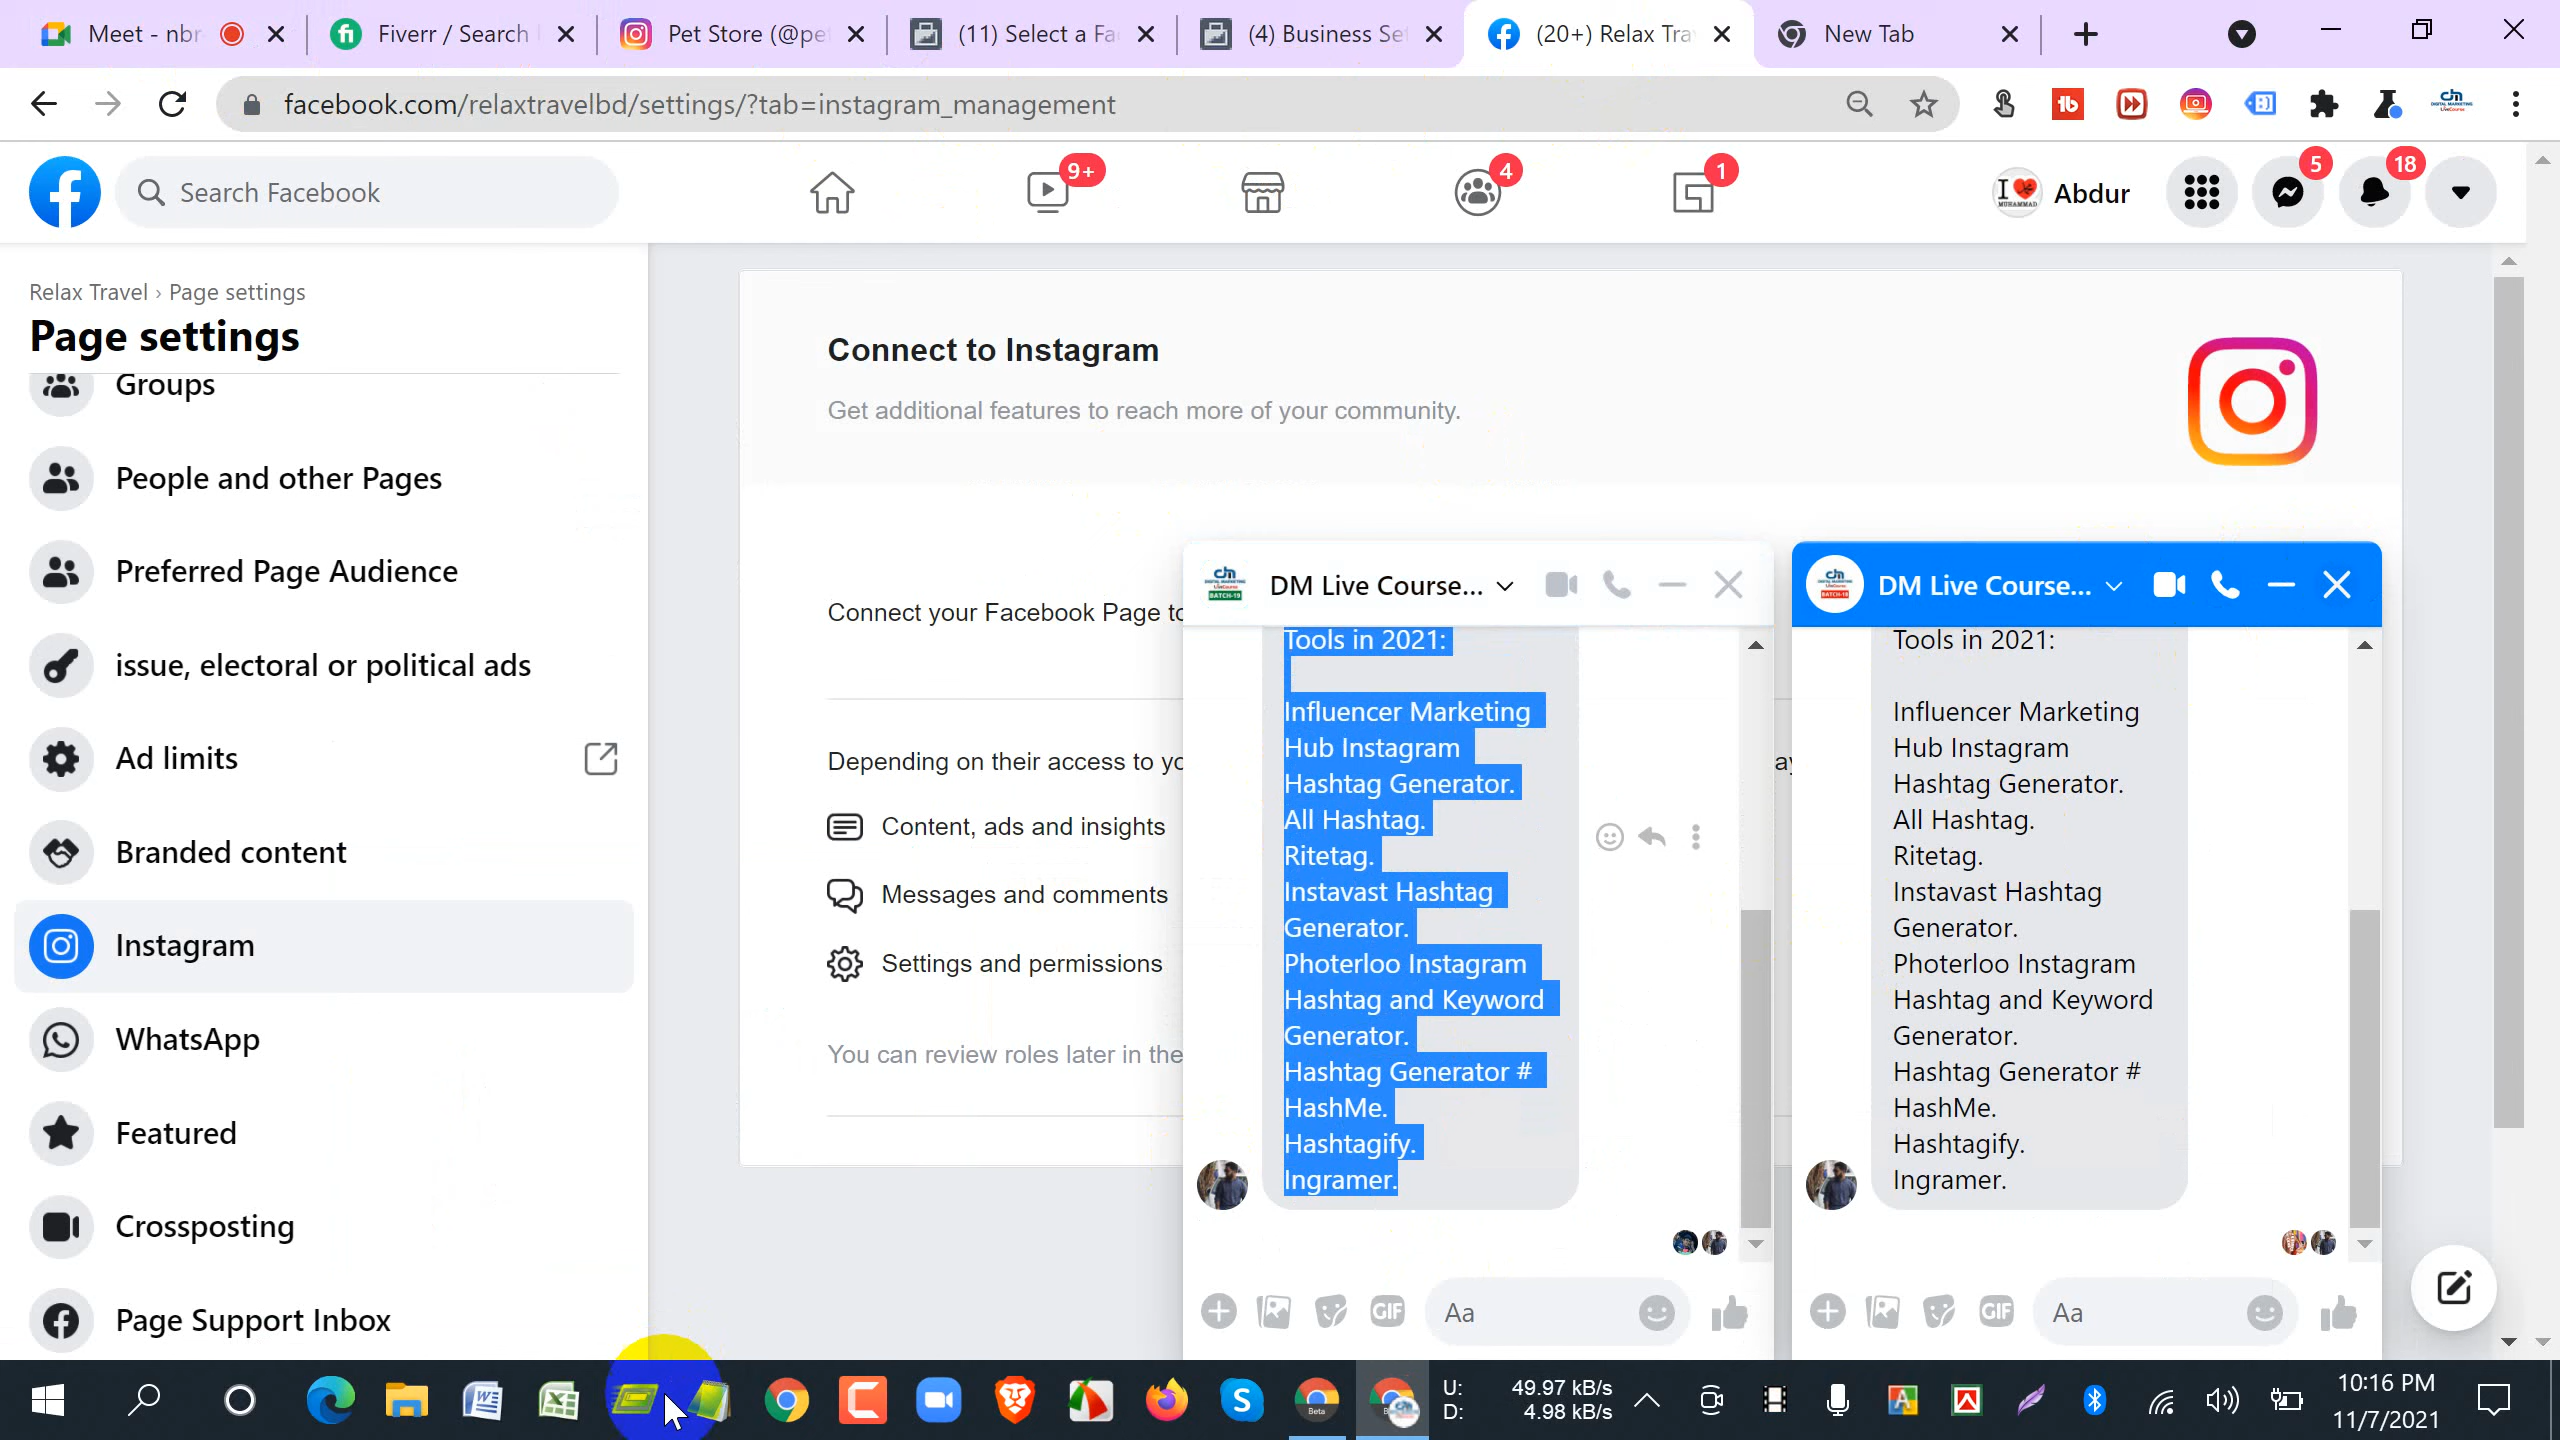 Meet - nbr
Fiverr / Search
Pet Store (@pe
(11) Select a Fa
(4) Business Se
(20+) Relax Tra
New Tab
facebook.com/relaxtravelbd/settings/?tab=instagram_management
Search Facebook
9+
4
1
Abdur
5
18
Relax Travel › Page settings
Page settings
Groups
People and other Pages
Preferred Page Audience
issue, electoral or political ads
Ad limits
Branded content
Instagram
WhatsApp
Featured
Crossposting
Page Support Inbox
Connect to Instagram
Get additional features to reach more of your community.
Connect your Facebook Page to
Depending on their access to yo
Content, ads and insights
Messages and comments
Settings and permissions
You can review roles later in the
DM Live Course...
Tools in 2021:
Influencer Marketing
Hub Instagram
Hashtag Generator.
All Hashtag.
Ritetag.
Instavast Hashtag
Generator.
Photerloo Instagram
Hashtag and Keyword
Generator.
Hashtag Generator #
HashMe.
Hashtagify.
Ingramer.
GIF
Aa
DM Live Course...
Tools in 2021:
Influencer Marketing
Hub Instagram
Hashtag Generator.
All Hashtag.
Ritetag.
Instavast Hashtag
Generator.
Photerloo Instagram
Hashtag and Keyword
Generator.
Hashtag Generator #
HashMe.
Hashtagify.
Ingramer.
GIF
Aa
U: 49.97 kB/s
D: 4.98 kB/s
10:16 PM
11/7/2021